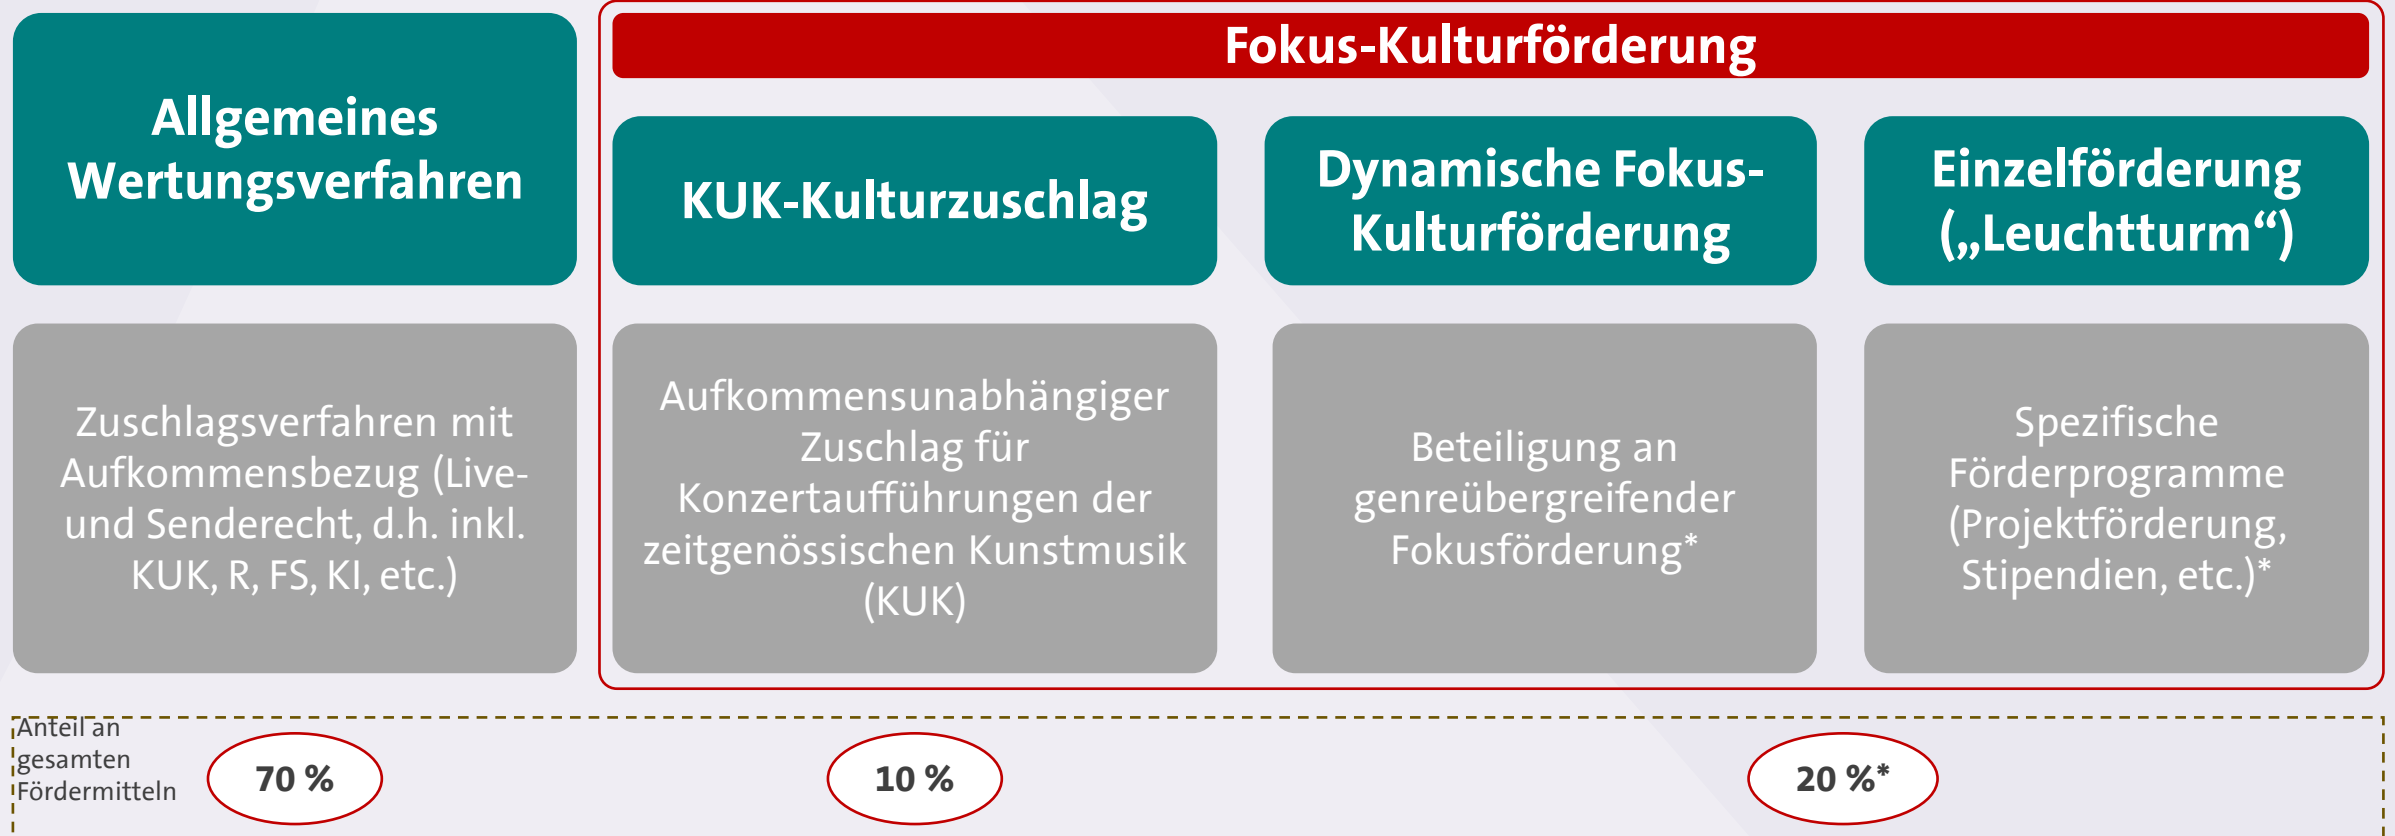 Fokus-Kulturförderung
Allgemeines
Wertungsverfahren
KUK-Kulturzuschlag
Dynamische Fokus-
Kulturförderung
Einzelförderung
(„Leuchtturm“)
Zuschlagsverfahren mit
Aufkommensbezug (Live-
und Senderecht, d.h. inkl.
KUK, R, FS, KI, etc.)
Aufkommensunabhängiger
Zuschlag für
Konzertaufführungen der
zeitgenössischen Kunstmusik
(KUK)
Beteiligung an
genreübergreifender
Fokusförderung*
Spezifische
Förderprogramme
(Projektförderung,
Stipendien, etc.)*
Anteil an
gesamten
Fördermitteln
70 %
10 %
20 %*